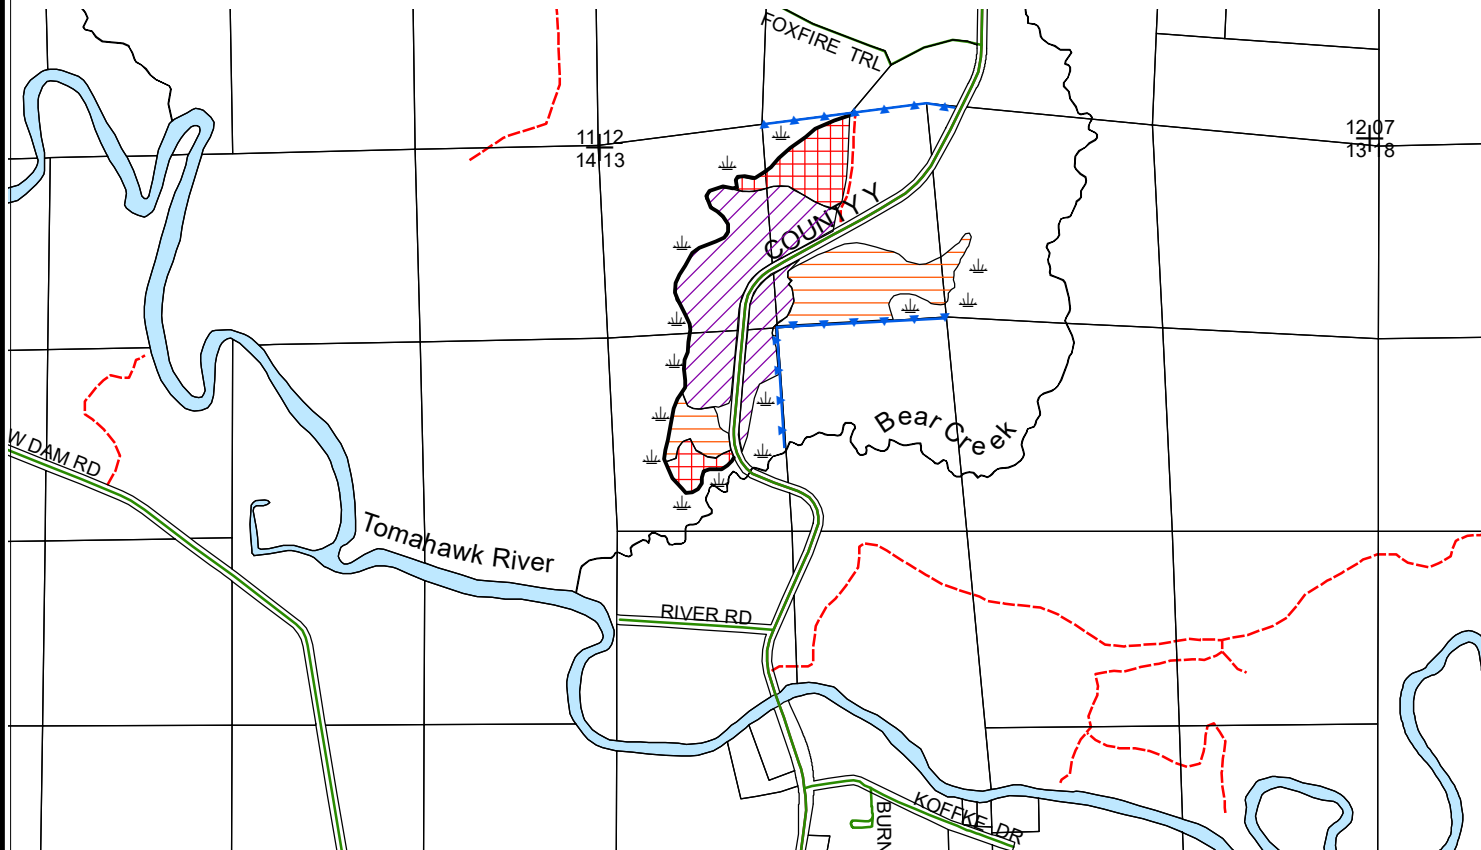 FOXFIRE TRL
11 12
14 13
12 07
13 18
COUNTY Y
Bear Creek
W DAM RD
Tomahawk River
RIVER RD
KOFFKE DR
BURN